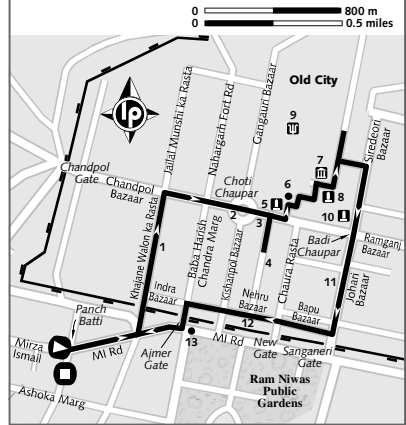 0 800 m
0 0.5 miles
Old City
lp
Jailal Munshi ka Rasta
Nahargarh Fort Rd
Gangauri Bazaar
Siredeori
Bazaar
9
7
Chandpol
Gate
Chandpol
Bazaar
Choti
Chaupar
6
5
8
10
2
3
Khajane Walon ka Rasta
1
Baba Harish
Chandra Marg
Kishanpol Bazaar
4
Chaura Rasta
Badi
Chaupar
Ramganj
Bazaar
11
Johari
Bazaar
Indra
Bazaar
Nehru
Bazaar
Bapu
Bazaar
12
Panch
Batti
Mirza
Ismail
MI Rd
Ajmer
Gate
13
MI Rd
New
Gate
Sanganeri
Gate
Ashoka Marg
Ram Niwas
Public
Gardens